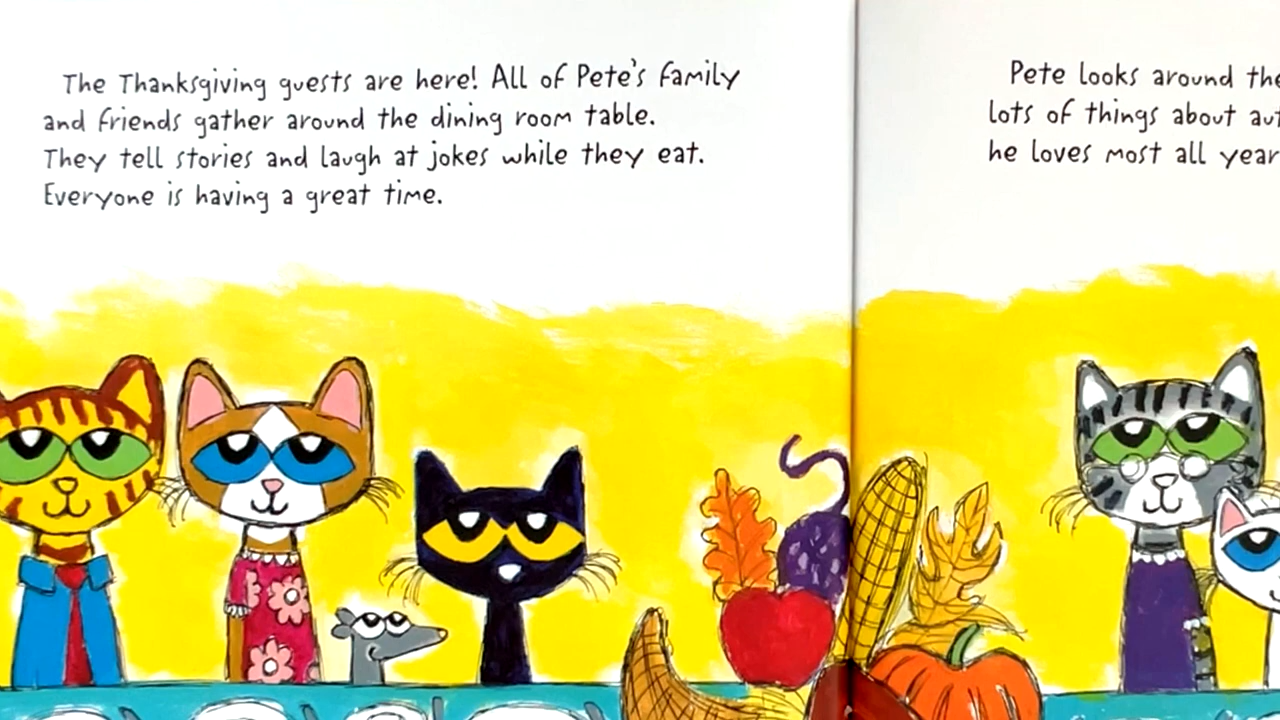 The Thanksgiving guests are here! All of Pete's family
and friends gather around the dining room table.
They tell stories and laugh at jokes while they eat.
Everyone is having a great time.
Pete looks around the
lots of things about
he loves most all year